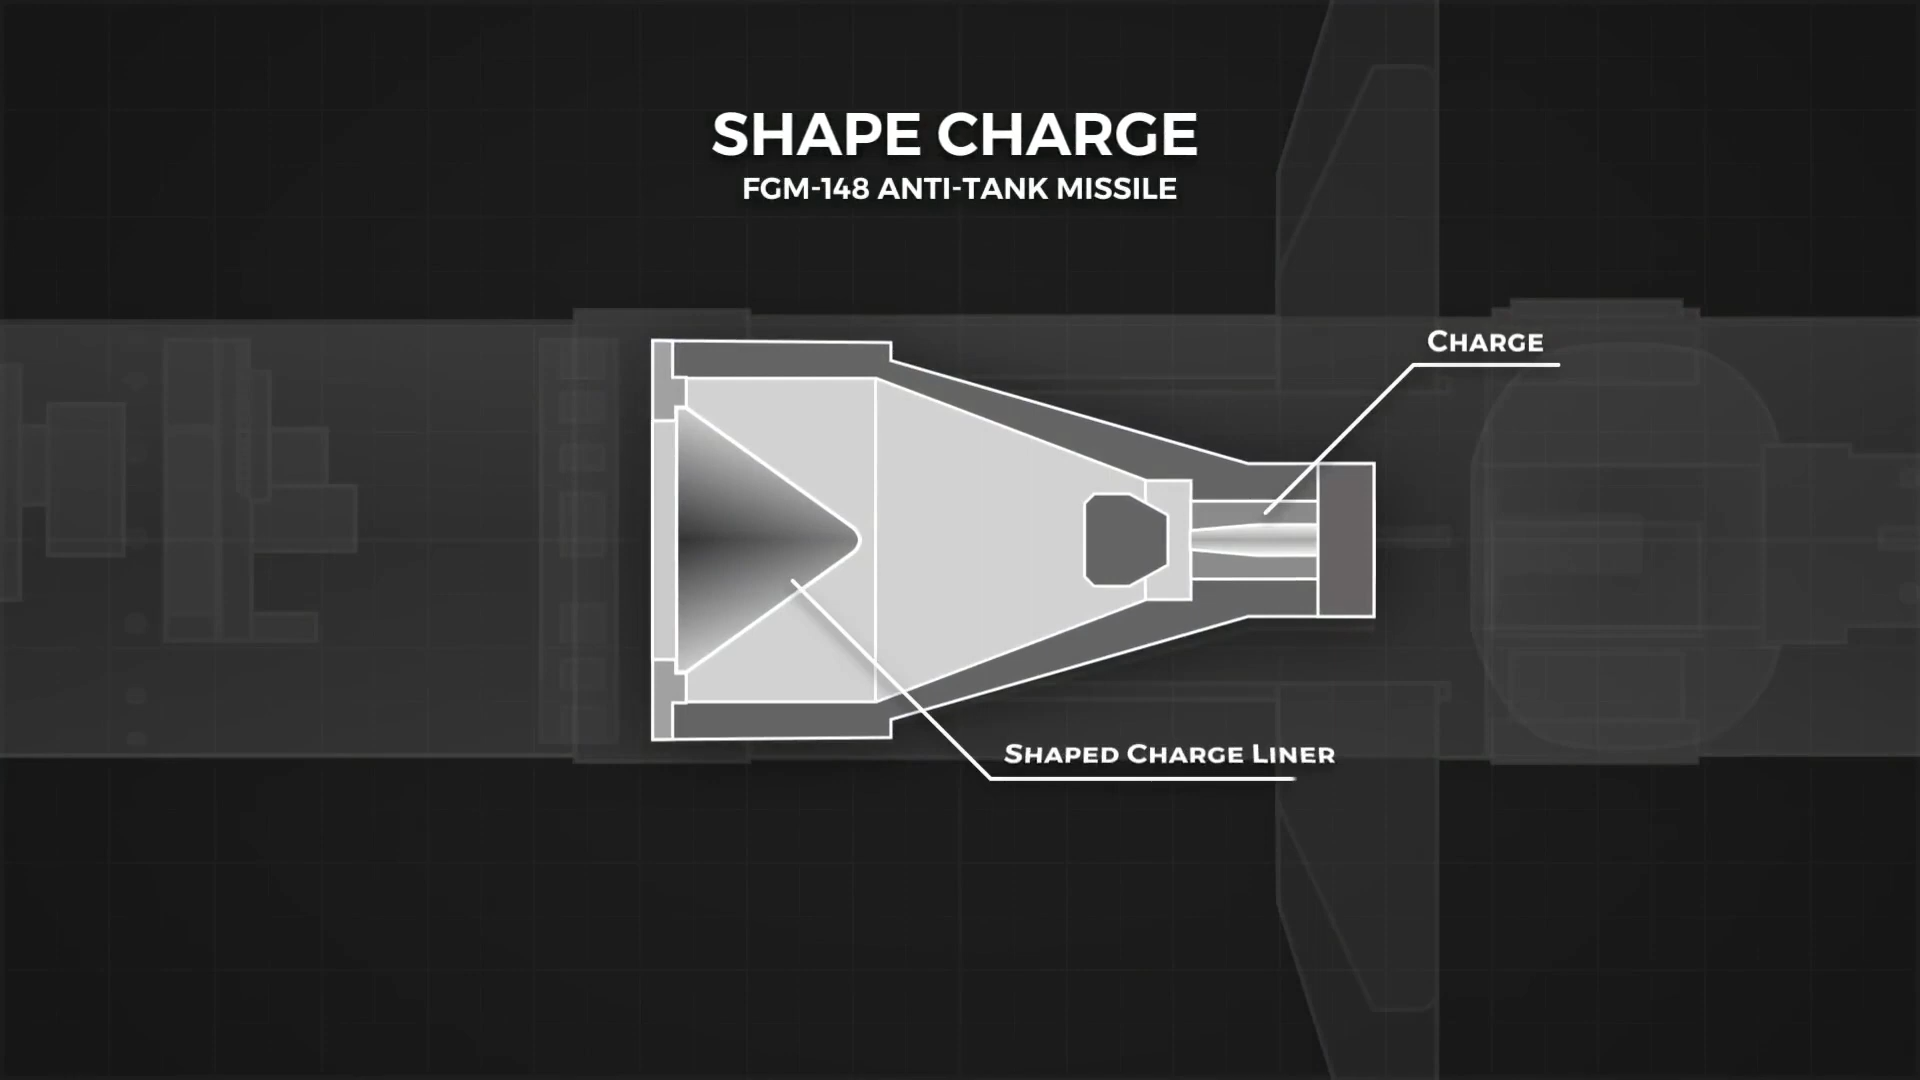 SHAPE CHARGE
FGM-148 ANTI-TANK MISSILE
CHARGE
SHAPED CHARGE LINER